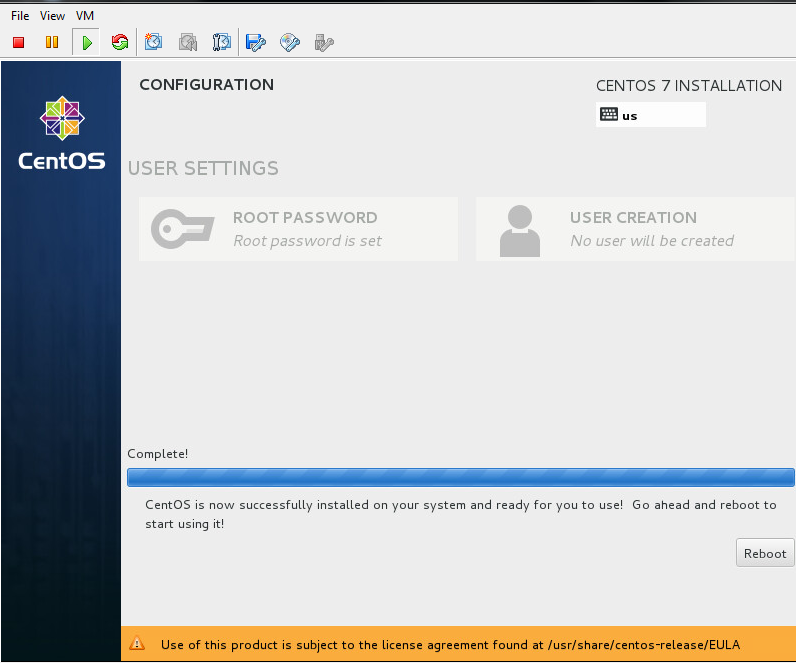 File View VM
CONFIGURATION
CENTOS 7 INSTALLATION
us
CentOS
USER SETTINGS
ROOT PASSWORD
Root password is set
USER CREATION
No user will be created
Complete!
CentOS is now successfully installed on your system and ready for you to use! Go ahead and reboot to
start using it!
Reboot
Use of this product is subject to the license agreement found at /usr/share/centos-release/EULA